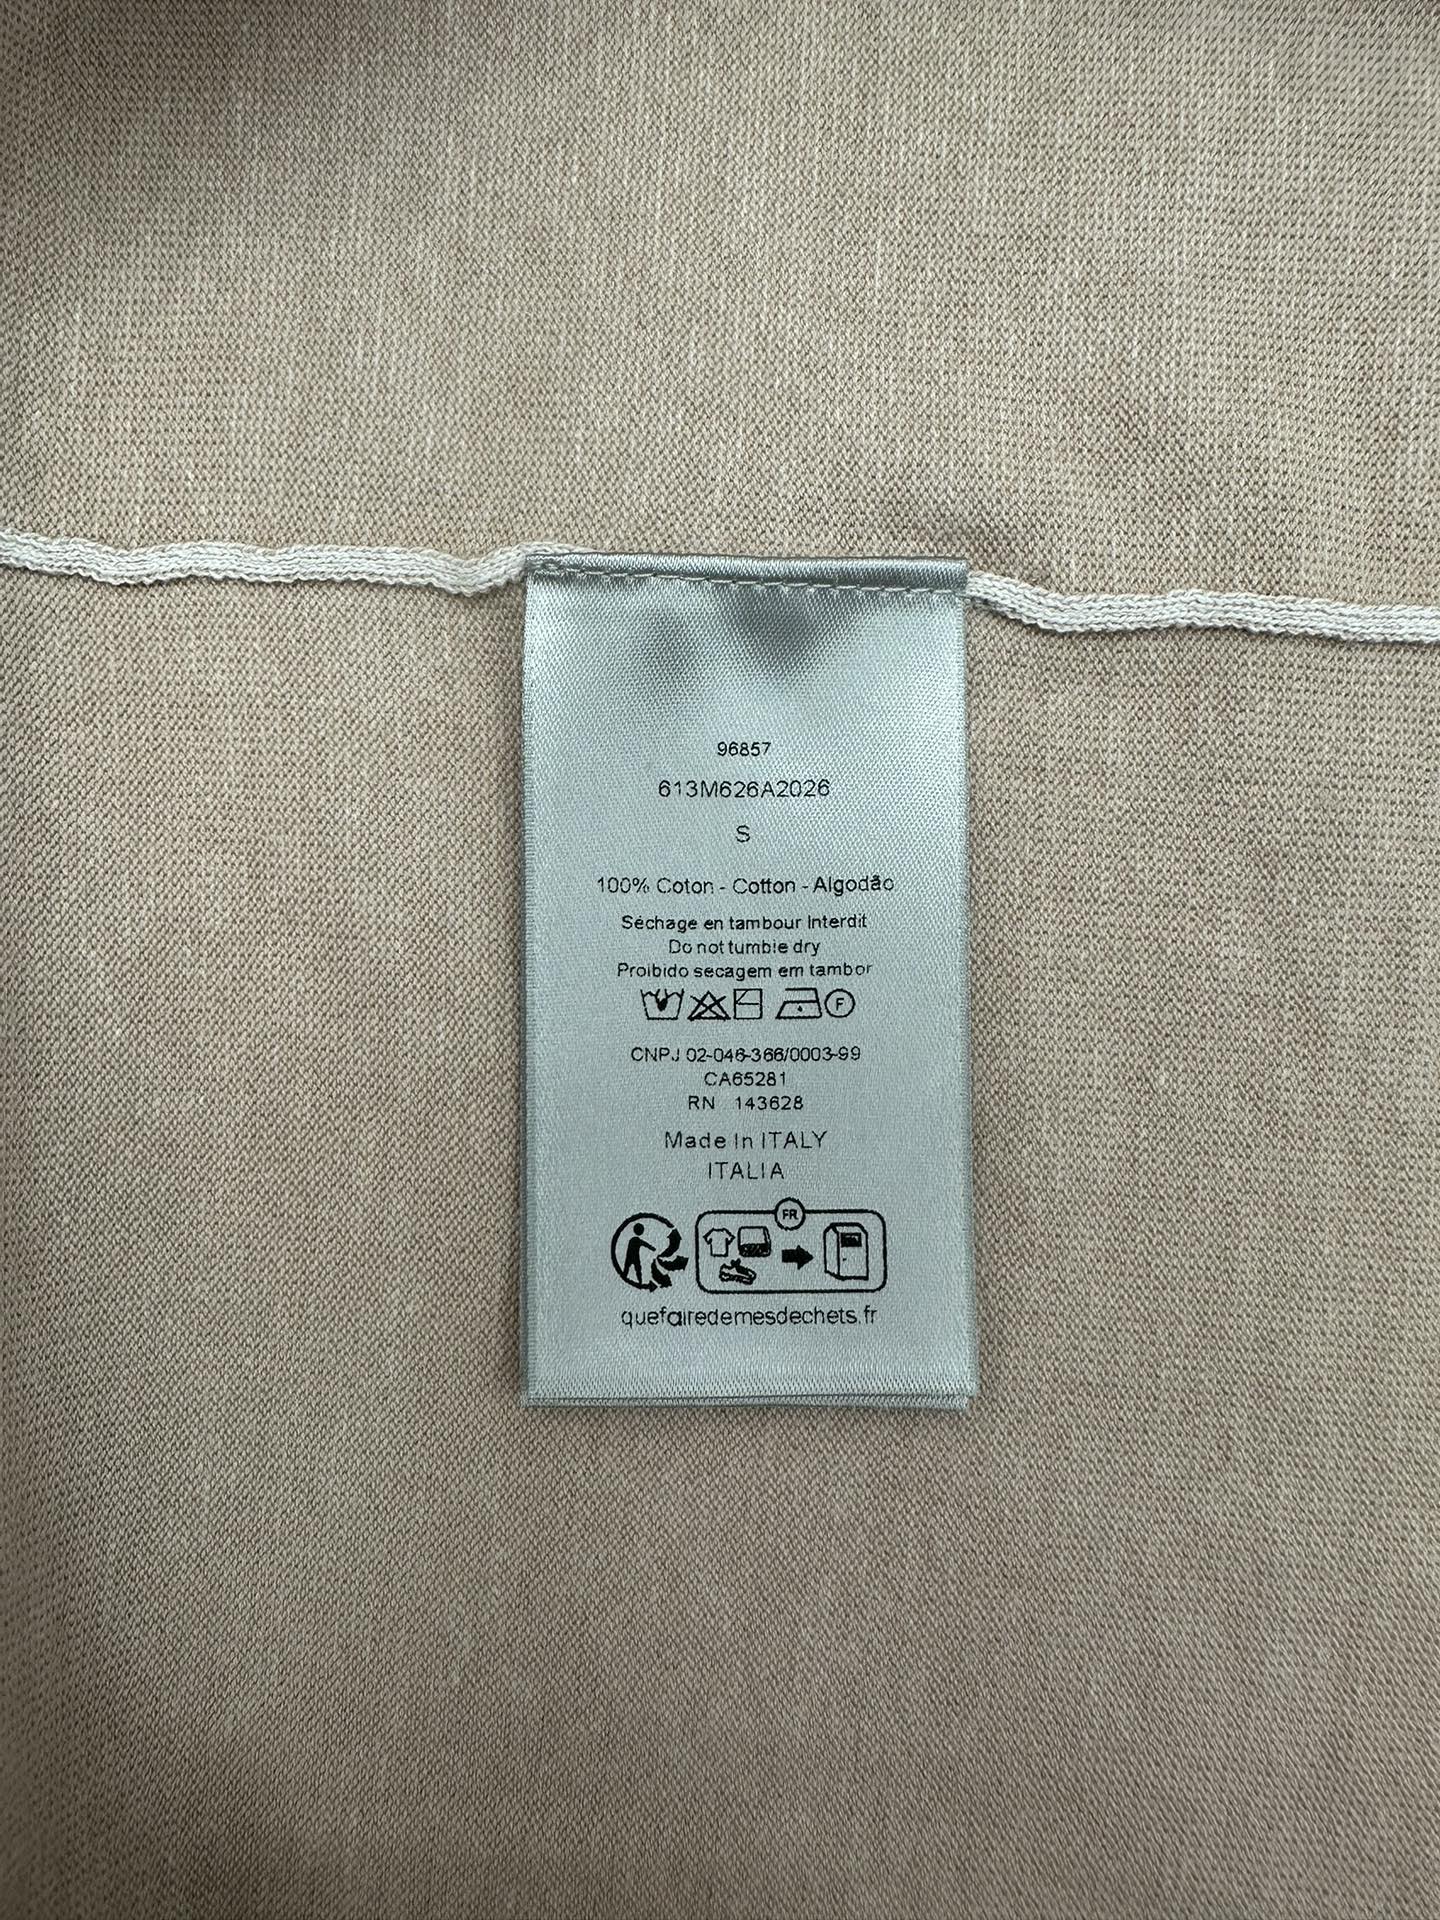 96857
613M626A2026
S
100% Coton - Cotton - Algodão
Séchage en tambour Interdit
Do not tumble dry
Proibido secagem em tambor
F
CNPJ 02-046-366/0003-99
CA65281
RN 143628
Made In ITALY
ITALIA
FR
quefairedemesdechets.fr